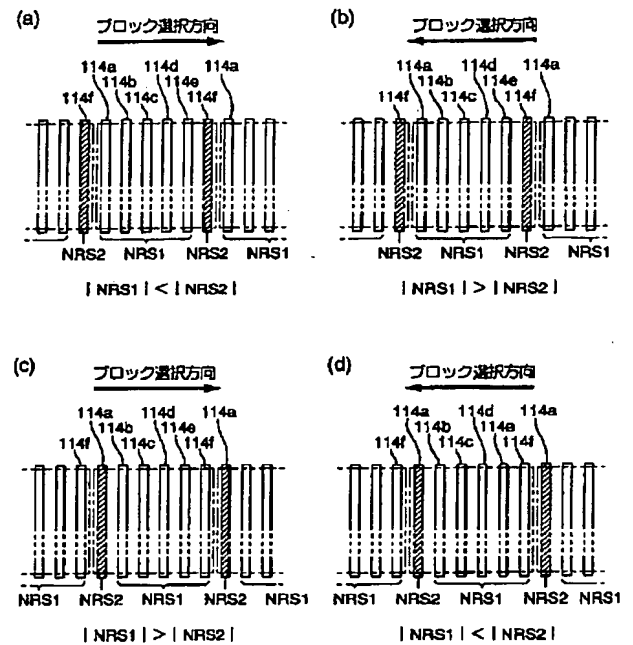 (a)
ブロック選択方向
114a 114d 114a
114b 114e
114f 114c 114f
NRS2 NRS1 NRS2 NRS1
| NRS1 | < | NRS2 |
(b)
ブロック選択方向
114a 114d 114a
114b 114e
114f 114c 114f
NRS2 NRS1 NRS2 NRS1
| NRS1 | > | NRS2 |
(c)
ブロック選択方向
114a 114d 114a
114b 114e
114f 114c 114f
NRS1 NRS2 NRS1 NRS2 NRS1
| NRS1 | > | NRS2 |
(d)
ブロック選択方向
114a 114d 114a
114b 114a
114f 114c 114f
NRS1 NRS2 NRS1 NRS2 NRS1
| NRS1 | < | NRS2 |